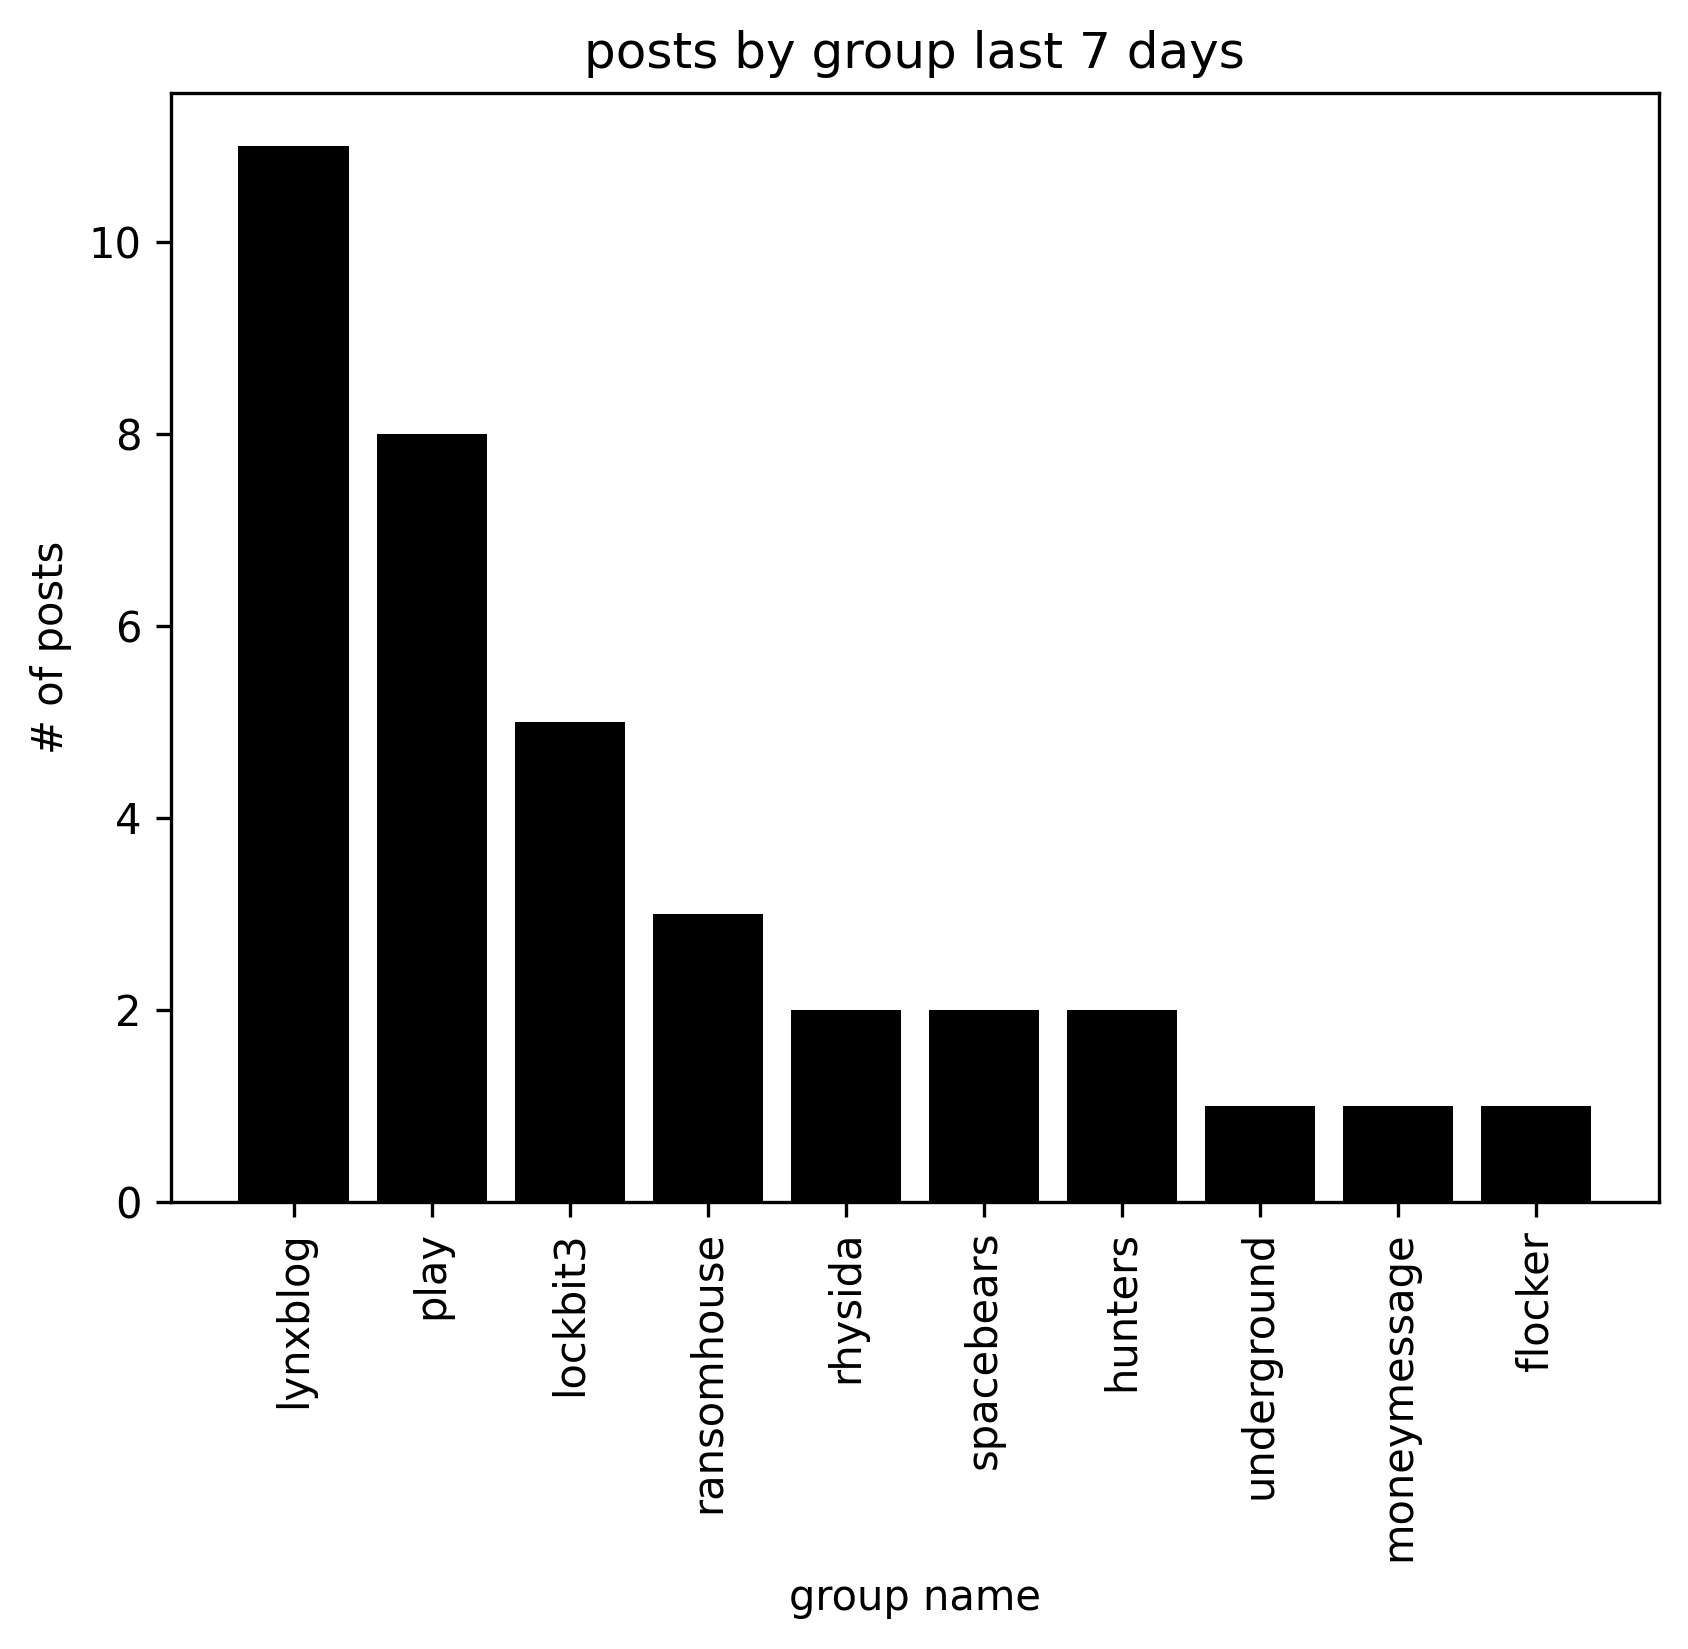 posts by group last 7 days
# of posts
10
8
6
4
2
0
lynxblog
play
lockbit3
ransomhouse
rhysida
spacebears
hunters
underground
moneymessage
flocker
group name